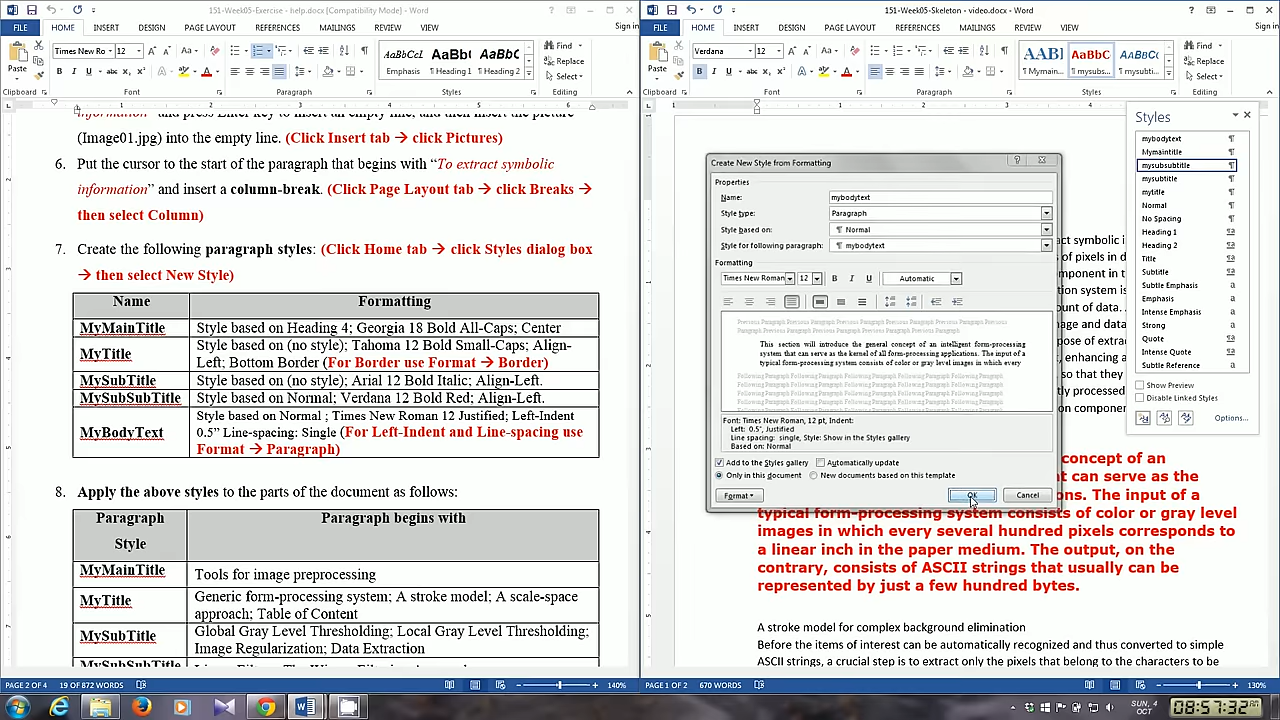 151-Week05-Exercise - help.docx [Compatibility Mode] - Word
FILE HOME INSERT DESIGN PAGE LAYOUT REFERENCES MAILINGS REVIEW VIEW Sign in
Times New Ro 12
Paste
Clipboard Font Paragraph Styles Editing
AaBbCcI AaBb( AaBbC(
Emphasis ¶ Heading 1 ¶ Heading 2
Find
Replace
Select
information" and press Enter key to insert an empty line, and then insert the picture
(Image01.jpg) into the empty line. (Click Insert tab → click Pictures)
6. Put the cursor to the start of the paragraph that begins with "To extract symbolic
information" and insert a column-break. (Click Page Layout tab → click Breaks →
then select Column)
7. Create the following paragraph styles: (Click Home tab → click Styles dialog box
→ then select New Style)
Name Formatting
MyMainTitle Style based on Heading 4; Georgia 18 Bold All-Caps; Center
MyTitle Style based on (no style); Tahoma 12 Bold Small-Caps; Align-
Left; Bottom Border (For Border use Format → Border)
MySubTitle Style based on (no style); Arial 12 Bold Italic; Align-Left.
MySubSubTitle Style based on Normal; Verdana 12 Bold Red; Align-Left.
MyBodyText Style based on Normal ; Times New Roman 12 Justified; Left-Indent
0.5" Line-spacing: Single (For Left-Indent and Line-spacing use
Format → Paragraph)
8. Apply the above styles to the parts of the document as follows:
Paragraph Style Paragraph begins with
MyMainTitle Tools for image preprocessing
MyTitle Generic form-processing system; A stroke model; A scale-space
approach; Table of Content
MySubTitle Global Gray Level Thresholding; Local Gray Level Thresholding;
Image Regularization; Data Extraction
MySubSubTitle
PAGE 2 OF 4 19 OF 872 WORDS 140%
151-Week05-Skeleton - video.docx - Word
FILE HOME INSERT DESIGN PAGE LAYOUT REFERENCES MAILINGS REVIEW VIEW Sign in
Verdana 12
Paste
Clipboard Font Paragraph Styles Editing
AABI AaBbC AaBbCc
¶ Mymain... ¶ mysubs... ¶ mysubti...
Find
Replace
Select
Create New Style from Formatting
Properties
Name: mybodytext
Style type: Paragraph
Style based on: ¶ Normal
Style for following paragraph: ¶ mybodytext
Formatting
Times New Roman 12 B I U Automatic
Previous Paragraph Previous Paragraph Previous Paragraph Previous Paragraph Previous Paragraph Previous
Paragraph Previous Paragraph Previous Paragraph Previous Paragraph Previous Paragraph
This section will introduce the general concept of an intelligent form-processing
system that can serve as the kernel of all form-processing applications. The input of a
typical form-processing system consists of color or gray level images in which every
Following Paragraph Following Paragraph Following Paragraph Following Paragraph Following Paragraph
Following Paragraph Following Paragraph Following Paragraph Following Paragraph Following Paragraph
Following Paragraph Following Paragraph Following Paragraph Following Paragraph Following Paragraph
Font: Times New Roman, 12 pt, Indent:
Left: 0.5", Justified
Line spacing: single, Style: Show in the Styles gallery
Based on: Normal
Add to the Styles gallery Automatically update
Only in this document New documents based on this template
Format OK Cancel
Styles
mybodytext
Mymaintitle
mysubsubtitle
mysubtitle
mytitle
Normal
No Spacing
Heading 1
Heading 2
Title
Subtitle
Subtle Emphasis
Emphasis
Intense Emphasis
Strong
Quote
Intense Quote
Subtle Reference
Show Preview
Disable Linked Styles
Options...
concept of an
nt can serve as the
ons. The input of a
typical form-processing system consists of color or gray level
images in which every several hundred pixels corresponds to
a linear inch in the paper medium. The output, on the
contrary, consists of ASCII strings that usually can be
represented by just a few hundred bytes.
A stroke model for complex background elimination
Before the items of interest can be automatically recognized and thus converted to simple
ASCII strings, a crucial step is to extract only the pixels that belong to the characters to be
PAGE 1 OF 2 670 WORDS 130%
SUN, 4 OCT 08:57:32 AM